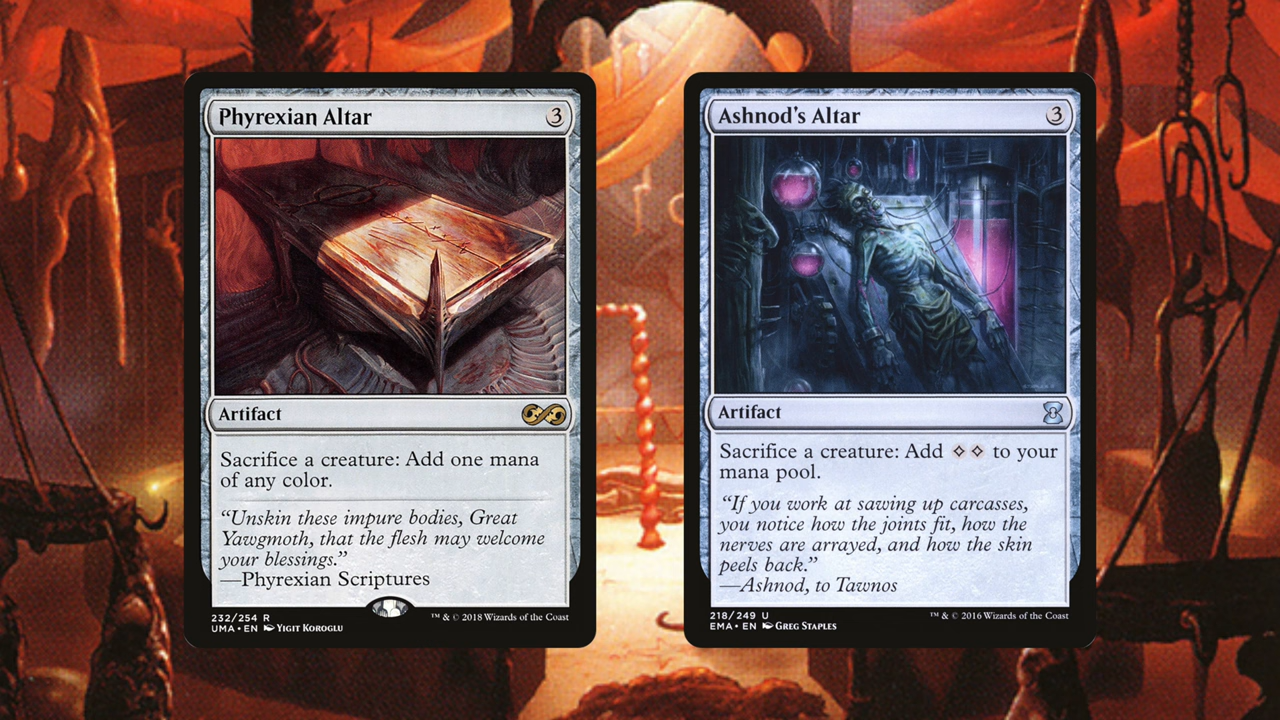 Phyrexian Altar 3
Artifact
Sacrifice a creature: Add one mana
of any color.
“Unskin these impure bodies, Great
Yawgmoth, that the flesh may welcome
your blessings.”
—Phyrexian Scriptures
232/254 R
UMA • EN Yigit Koroglu
™ & © 2018 Wizards of the Coast
Ashnod's Altar 3
Artifact
Sacrifice a creature: Add ◇◇ to your
mana pool.
“If you work at sawing up carcasses,
you notice how the joints fit, how the
nerves are arrayed, and how the skin
peels back.”
—Ashnod, to Tawnos
218/249 U
EMA • EN Greg Staples
™ & © 2016 Wizards of the Coast